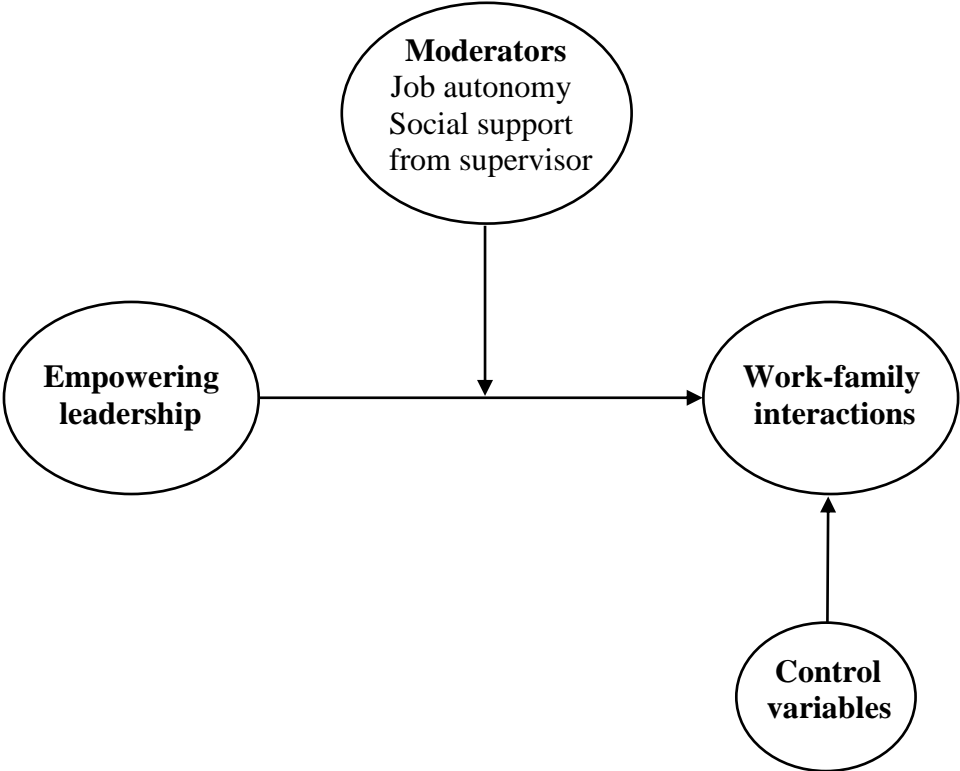 Moderators
Job autonomy
Social support
from supervisor
Empowering
leadership
Work-family
interactions
Control
variables